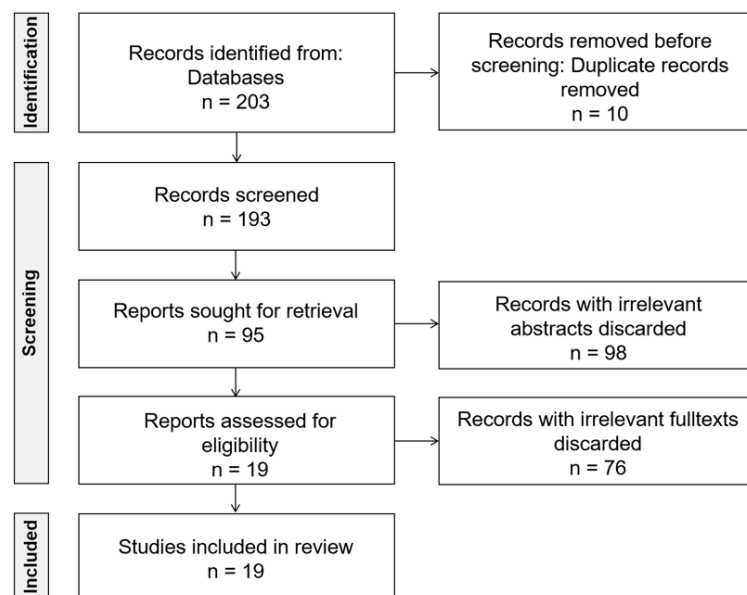 Identification
Records identified from:
Databases
n = 203
Records removed before
screening: Duplicate records
removed
n = 10
Screening
Records screened
n = 193
Reports sought for retrieval
n = 95
Records with irrelevant
abstracts discarded
n = 98
Reports assessed for
eligibility
n = 19
Records with irrelevant fulltexts
discarded
n = 76
Included
Studies included in review
n = 19